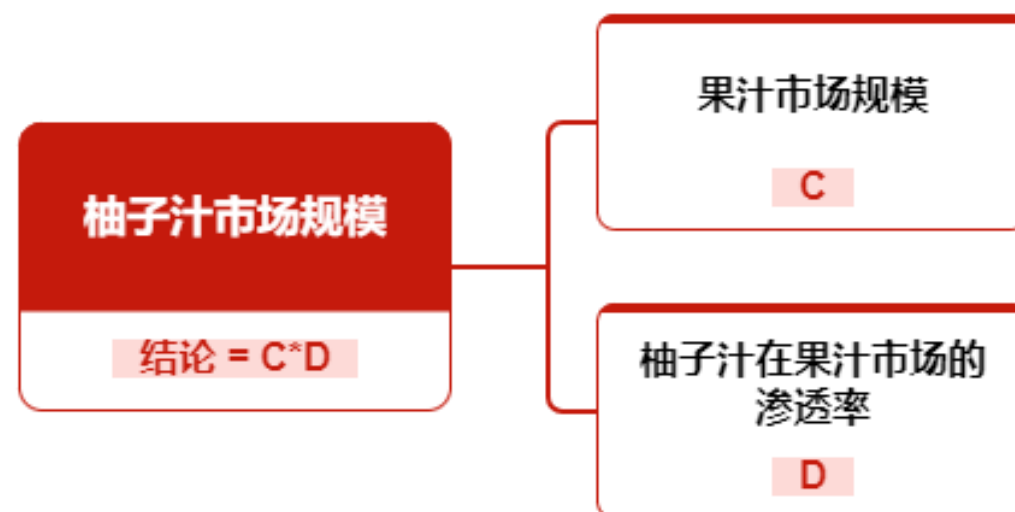 柚子汁市场规模
结论 = C*D
果汁市场规模
C
柚子汁在果汁市场的
渗透率
D